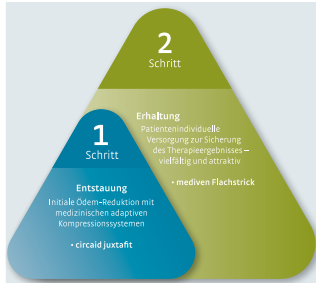 2
Schritt
Erhaltung
Patientenindividuelle
Versorgung zur Sicherung
des Therapieergebnisses –
vielfältig und attraktiv
• mediven Flachstrick
1
Schritt
Entstauung
Initiale Ödem-Reduktion mit
medizinischen adaptiven
Kompressionssystemen
• circaid juxtafit